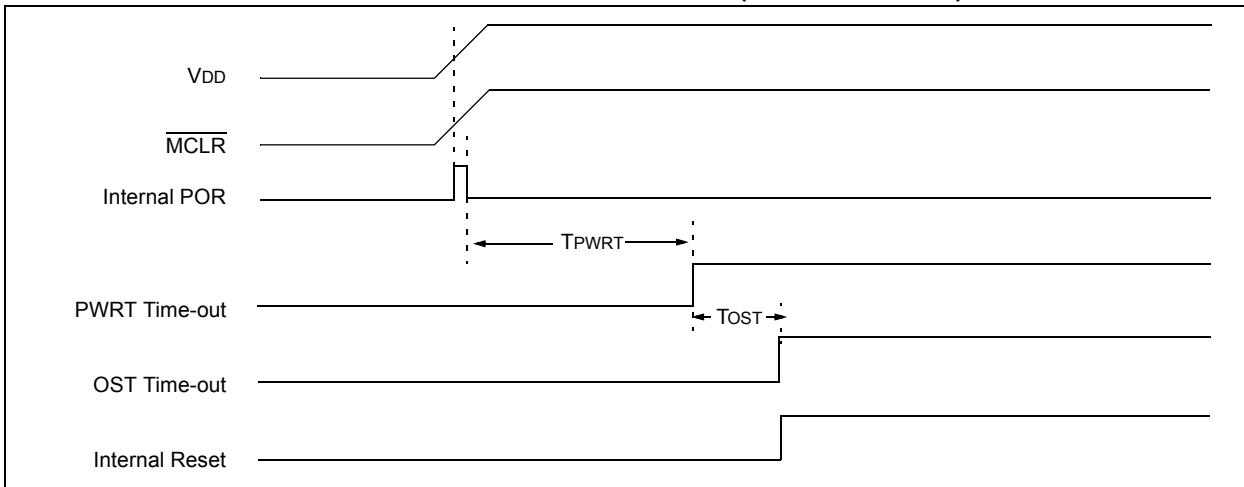 VDD
MCLR
Internal POR
TPWRT
PWRT Time-out
TOST
OST Time-out
Internal Reset